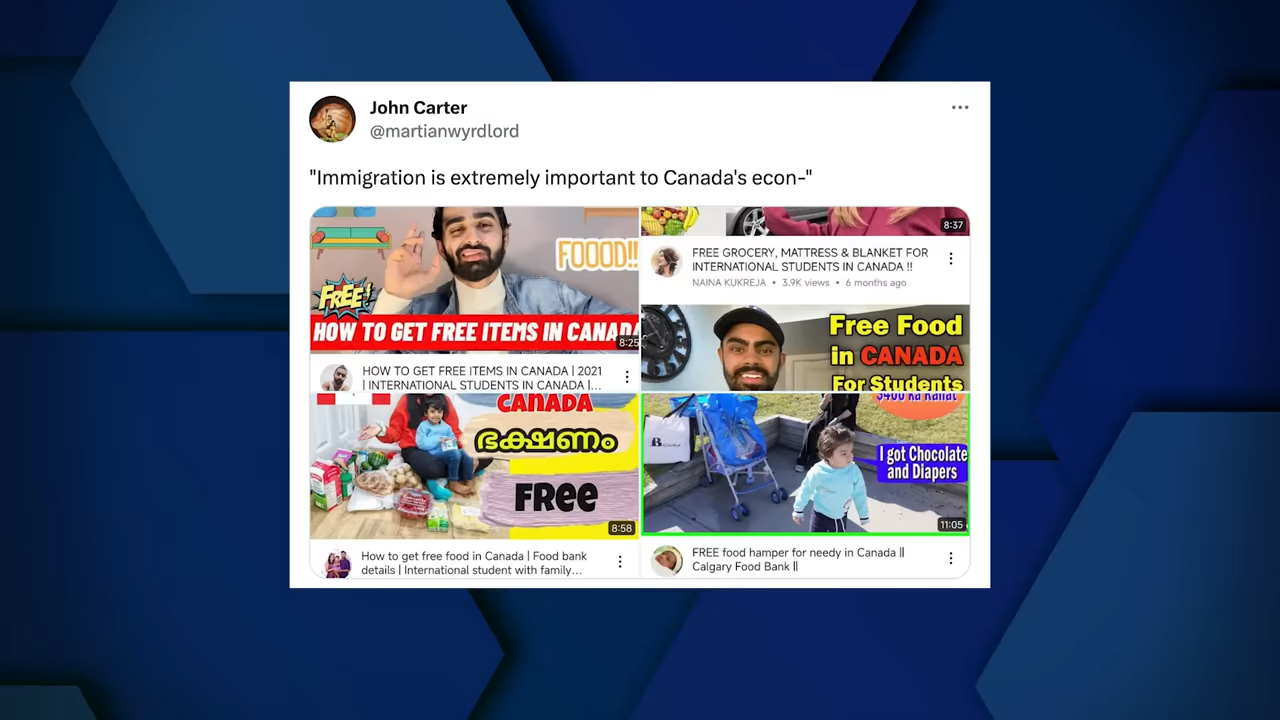 John Carter
@martianwyrdlord
"Immigration is extremely important to Canada's econ-"
FOOOD!!
FREE!
HOW TO GET FREE ITEMS IN CANADA
8:25
HOW TO GET FREE ITEMS IN CANADA | 2021
| INTERNATIONAL STUDENTS IN CANADA |...
8:37
FREE GROCERY, MATTRESS & BLANKET FOR
INTERNATIONAL STUDENTS IN CANADA !!
NAINA KUKREJA • 3.9K views • 6 months ago
Free Food
in CANADA
For Students
CANADA
ഭക്ഷണം
FREE
8:58
How to get free food in Canada | Food bank
details | International student with family...
$400 ka Rahat
I got Chocolate
and Diapers
11:05
FREE food hamper for needy in Canada ||
Calgary Food Bank ||